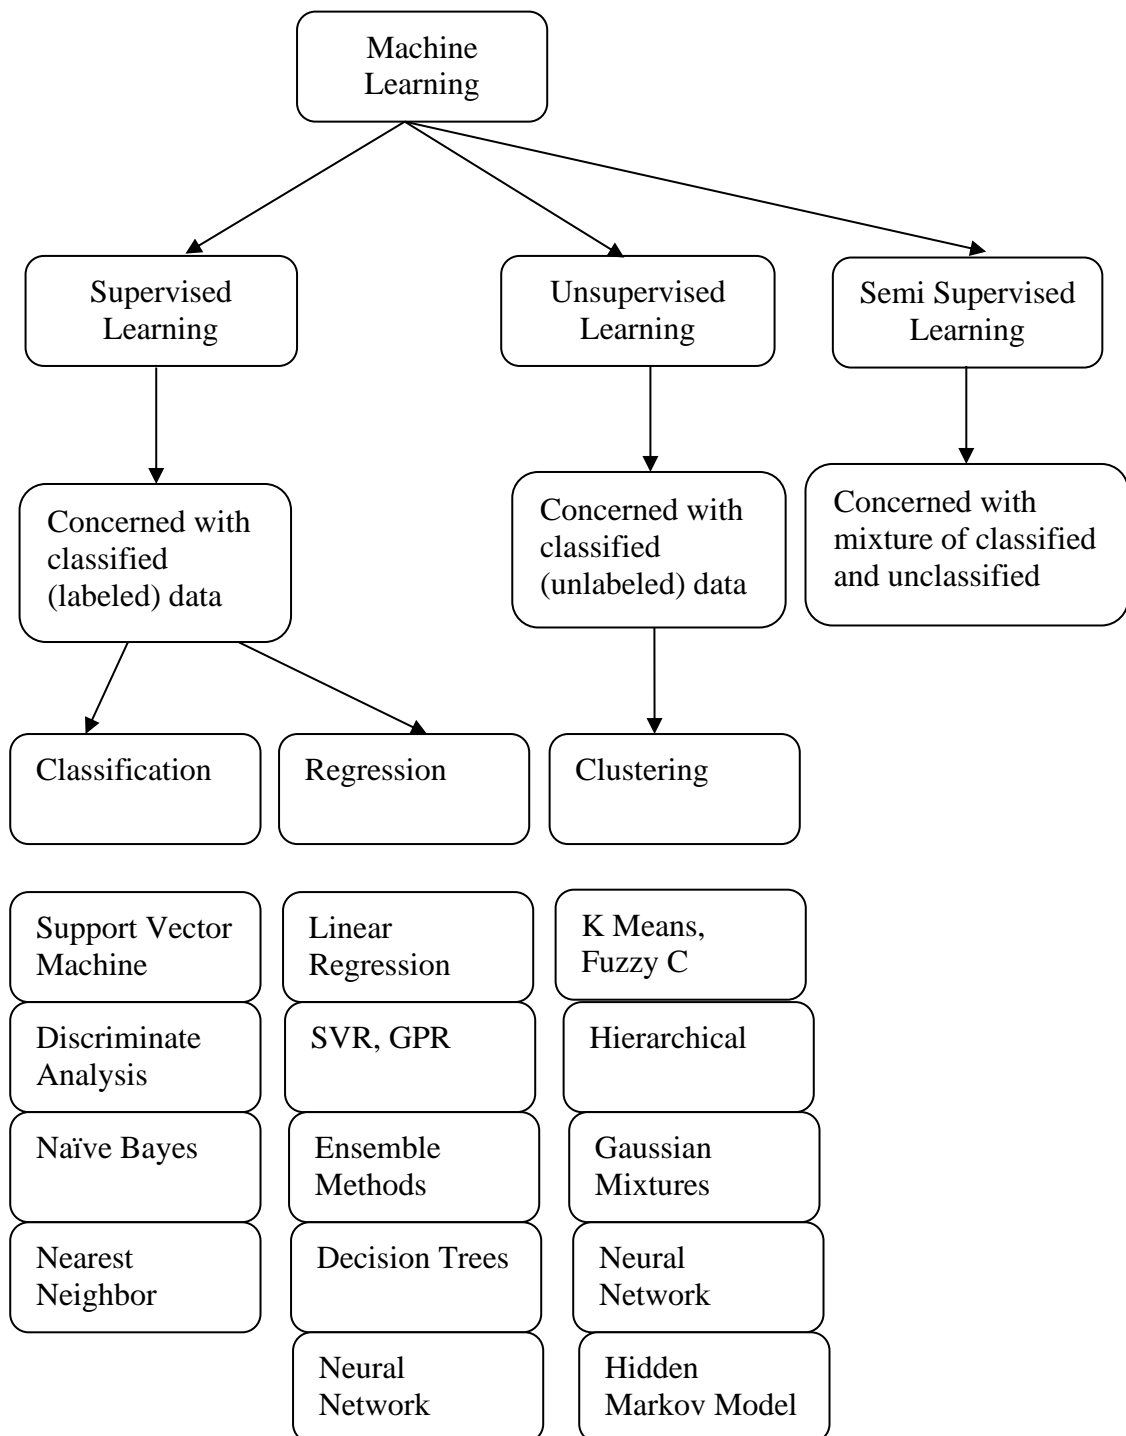 Machine
Learning
Supervised
Learning
Unsupervised
Learning
Semi Supervised
Learning
Concerned with
classified
(labeled) data
Concerned with
classified
(unlabeled) data
Concerned with
mixture of classified
and unclassified
Classification
Regression
Clustering
Support Vector
Machine
Linear
Regression
K Means,
Fuzzy C
Discriminate
Analysis
SVR, GPR
Hierarchical
Naïve Bayes
Ensemble
Methods
Gaussian
Mixtures
Nearest
Neighbor
Decision Trees
Neural
Network
Neural
Network
Hidden
Markov Model